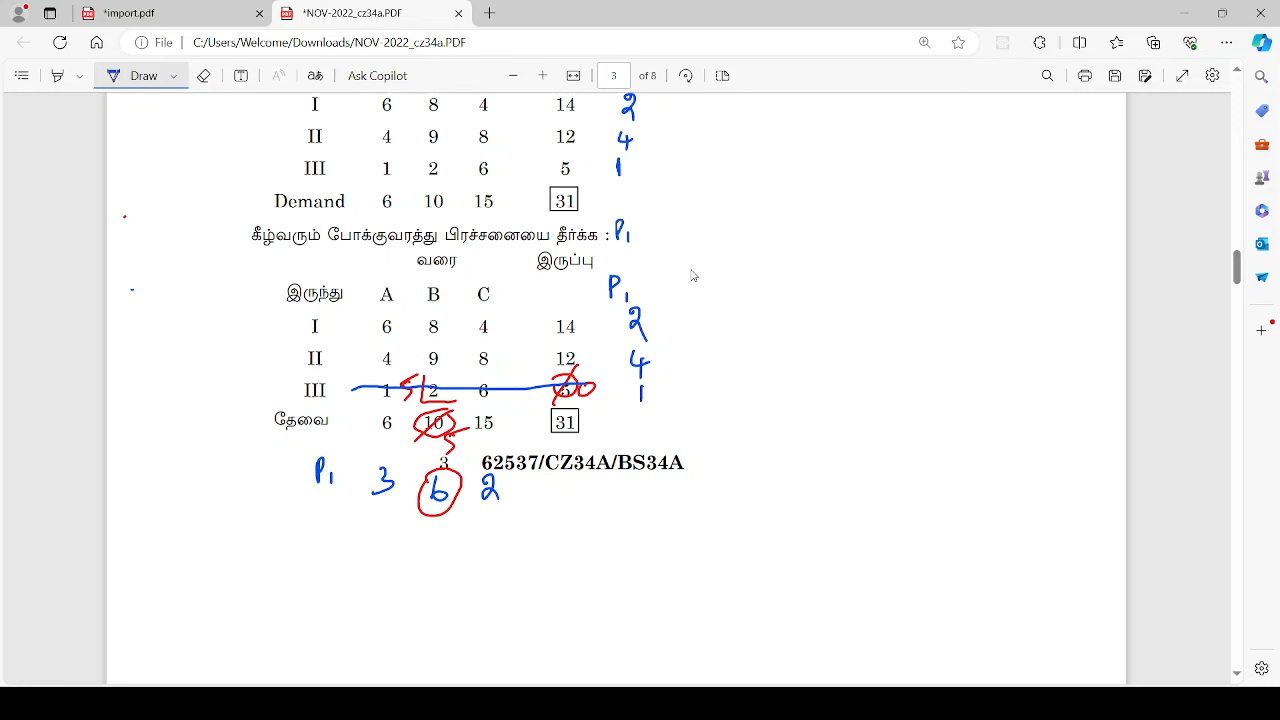 *import.pdf
*NOV-2022_cz34a.PDF
File C:/Users/Welcome/Downloads/NOV-2022_cz34a.PDF
Draw Ask Copilot 3 of 8
I 6 8 4 14 2
II 4 9 8 12 4
III 1 2 6 5 1
Demand 6 10 15 31
கீழ்வரும் போக்குவரத்து பிரச்சனையை தீர்க்க : P1
வரை இருப்பு
இருந்து A B C P1
I 6 8 4 14 2
II 4 9 8 12 4
III 1 5 2 6 5 0 1
தேவை 6 10 15 31
5
3 62537/CZ34A/BS34A
P1 3 6 2